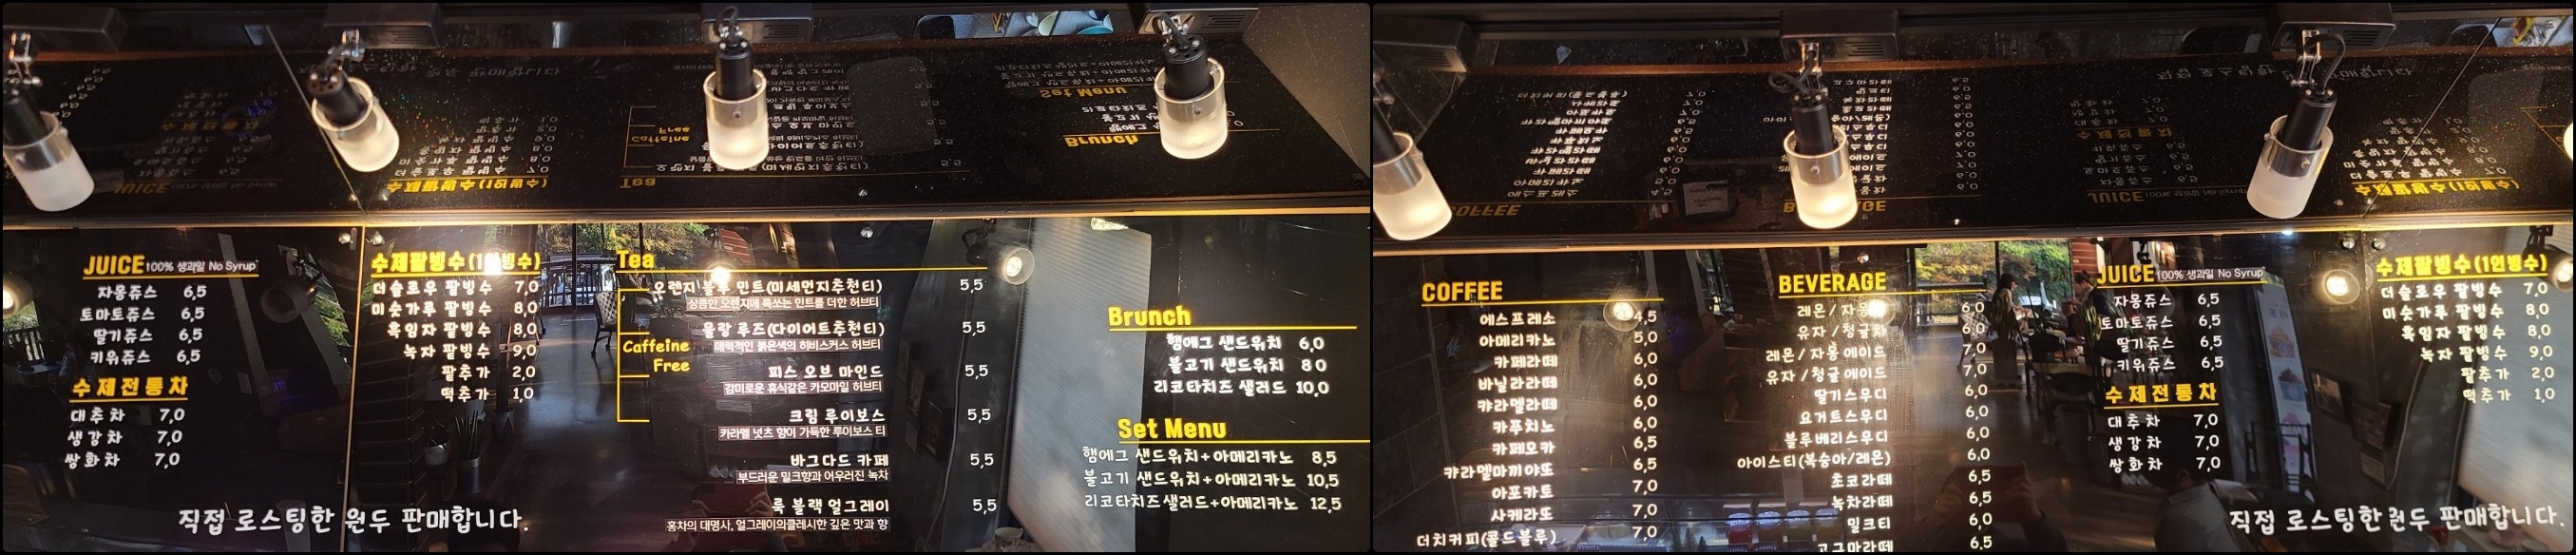 JUICE 100% 생과일 No Syrup
자몽쥬스 6,5
토마토쥬스 6,5
딸기쥬스 6,5
키위쥬스 6,5
수제전통차
대추차 7,0
생강차 7,0
쌍화차 7,0
수제팥빙수(1인빙수)
더슬로우 팥빙수 7,0
미숫가루 팥빙수 8,0
흑임자 팥빙수 8,0
녹차 팥빙수 9,0
팥추가 2,0
떡추가 1,0
Tea
오렌지 블루 민트(미세먼지추천티) 5,5
상큼한 오렌지에 톡쏘는 민트를 더한 허브티
물랑 루즈(다이어트추천티) 5,5
매력적인 붉은색의 히비스커스 허브티
Caffeine
Free
피스 오브 마인드 5,5
감미로운 휴식같은 카모마일 허브티
크림 루이보스 5,5
카라멜 넛츠 향이 가득한 루이보스 티
바그다드 카페 5,5
부드러운 밀크향과 어우러진 녹차
룩 블랙 얼그레이 5,5
홍차의 대명사, 얼그레이의클래시한 깊은 맛과 향
Brunch
햄에그 샌드위치 6,0
불고기 샌드위치 8 0
리코타치즈 샐러드 10,0
Set Menu
햄에그 샌드위치+아메리카노 8,5
불고기 샌드위치+아메리카노 10,5
리코타치즈샐러드+아메리카노 12,5
직접 로스팅한 원두 판매합니다.
COFFEE
에스프레소 4,5
아메리카노 5,0
카페라떼 6,0
바닐라라떼 6,0
캬라멜라떼 6,0
카푸치노 6,0
카페모카 6,5
캬라멜마끼야또 6,5
아포카토 7,0
사케라또 7,0
더치커피(콜드블루) 7,0
BEVERAGE
레몬/자몽 6,0
유자/청귤차 6,0
레몬/자몽 에이드 7,0
유자/청귤 에이드 7,0
딸기스무디 6,0
요거트스무디 6,0
블루베리스무디 6,0
아이스티(복숭아/레몬) 6,0
초코라떼 6,5
녹차라떼 6,5
밀크티 6,0
고구마라떼 6,5
JUICE 100% 생과일 No Syrup
자몽쥬스 6,5
토마토쥬스 6,5
딸기쥬스 6,5
키위쥬스 6,5
수제전통차
대추차 7,0
생강차 7,0
쌍화차 7,0
수제팥빙수(1인빙수)
더슬로우 팥빙수 7,0
미숫가루 팥빙수 8,0
흑임자 팥빙수 8,0
녹차 팥빙수 9,0
팥추가 2,0
떡추가 1,0
직접 로스팅한 원두 판매합니다.